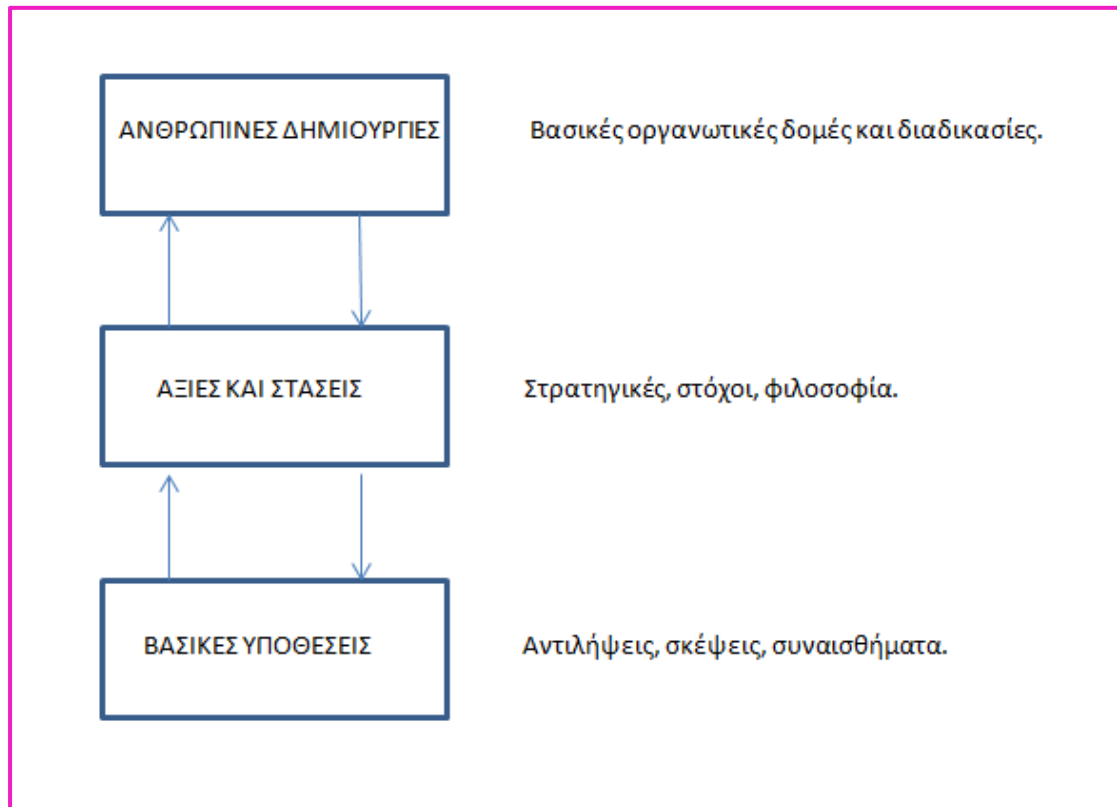 ΑΝΘΡΩΠΙΝΕΣ ΔΗΜΙΟΥΡΓΙΕΣ
Βασικές οργανωτικές δομές και διαδικασίες.
ΑΞΙΕΣ ΚΑΙ ΣΤΑΣΕΙΣ
Στρατηγικές, στόχοι, φιλοσοφία.
ΒΑΣΙΚΕΣ ΥΠΟΘΕΣΕΙΣ
Αντιλήψεις, σκέψεις, συναισθήματα.